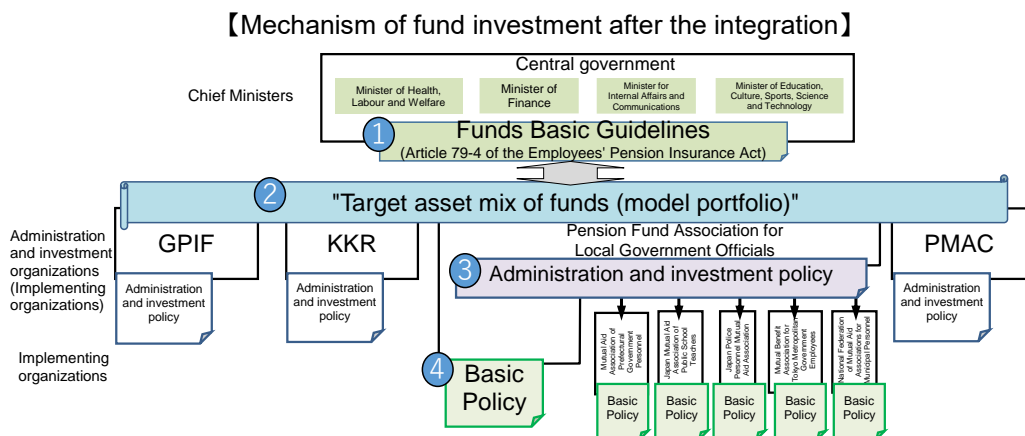 【Mechanism of fund investment after the integration】
Central government
Chief Ministers
Minister of Health,
Labour and Welfare
Minister of
Finance
Minister for
Internal Affairs and
Communications
Minister of Education,
Culture, Sports, Science
and Technology
1
Funds Basic Guidelines
(Article 79-4 of the Employees' Pension Insurance Act)
2
"Target asset mix of funds (model portfolio)"
Administration
and investment
organizations
(Implementing
organizations)
GPIF
Administration
and investment
policy
KKR
Administration
and investment
policy
Pension Fund Association for
Local Government Officials
3
Administration and investment policy
PMAC
Administration
and investment
policy
Implementing
organizations
4
Basic
Policy
Mutual Aid
Association of
Prefectural
Government
Personnel
Japan Mutual Aid
Association of
Public School
Teachers
Japan Police
Personnel Mutual
Aid Association
Mutual Benefit
Association for
Tokyo Metropolitan
Government
Employees
National Federation
of Mutual Aid
Associations for
Municipal Personnel
Basic
Policy
Basic
Policy
Basic
Policy
Basic
Policy
Basic
Policy